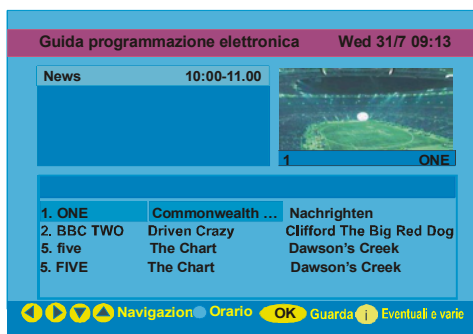 Guida programmazione elettronica Wed 31/7 09:13
News 10:00-11.00
1 ONE
1. ONE Commonwealth ... Nachrighten
2. BBC TWO Driven Crazy Clifford The Big Red Dog
5. five The Chart Dawson's Creek
5. FIVE The Chart Dawson's Creek
Navigazion Orario OK Guarda i Eventuali e varie